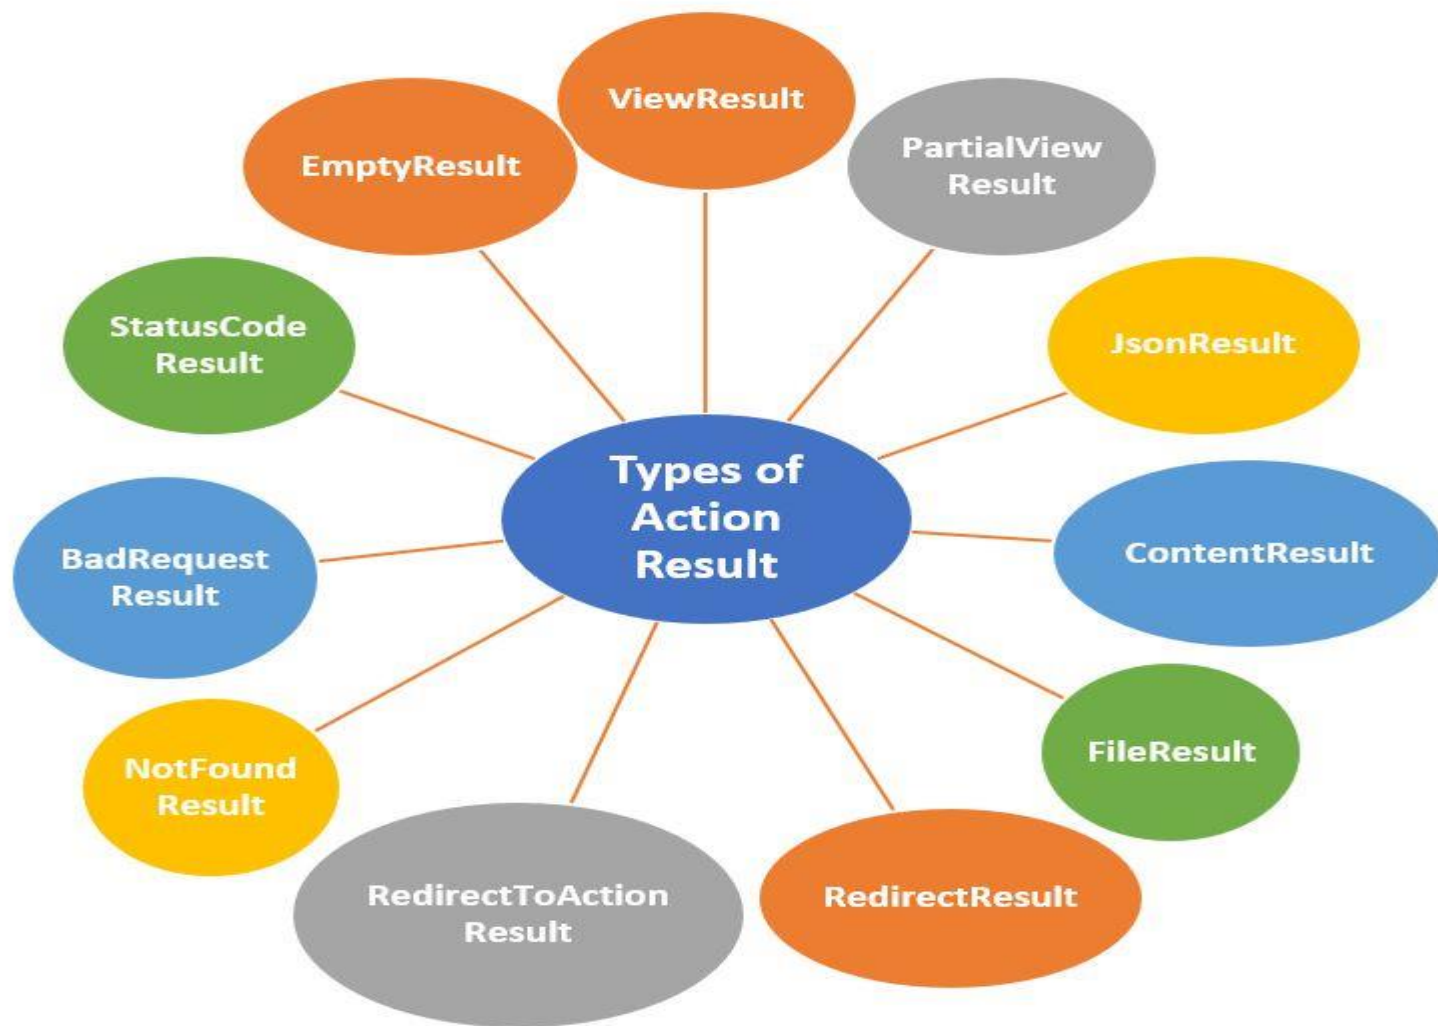 ViewResult
EmptyResult
PartialView
Result
StatusCode
Result
JsonResult
Types of
Action
Result
BadRequest
Result
ContentResult
NotFound
Result
FileResult
RedirectToAction
Result
RedirectResult